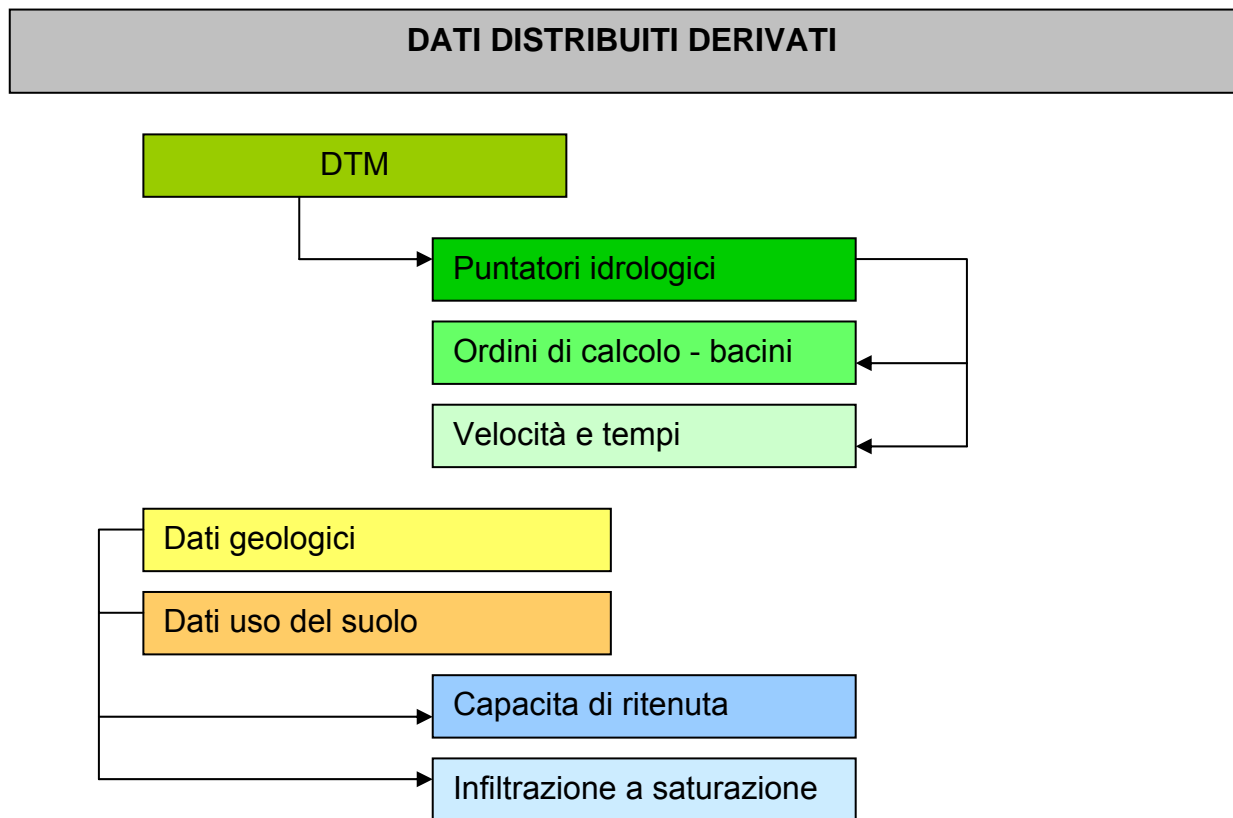 DATI DISTRIBUITI DERIVATI
DTM
Puntatori idrologici
Ordini di calcolo - bacini
Velocità e tempi
Dati geologici
Dati uso del suolo
Capacita di ritenuta
Infiltrazione a saturazione